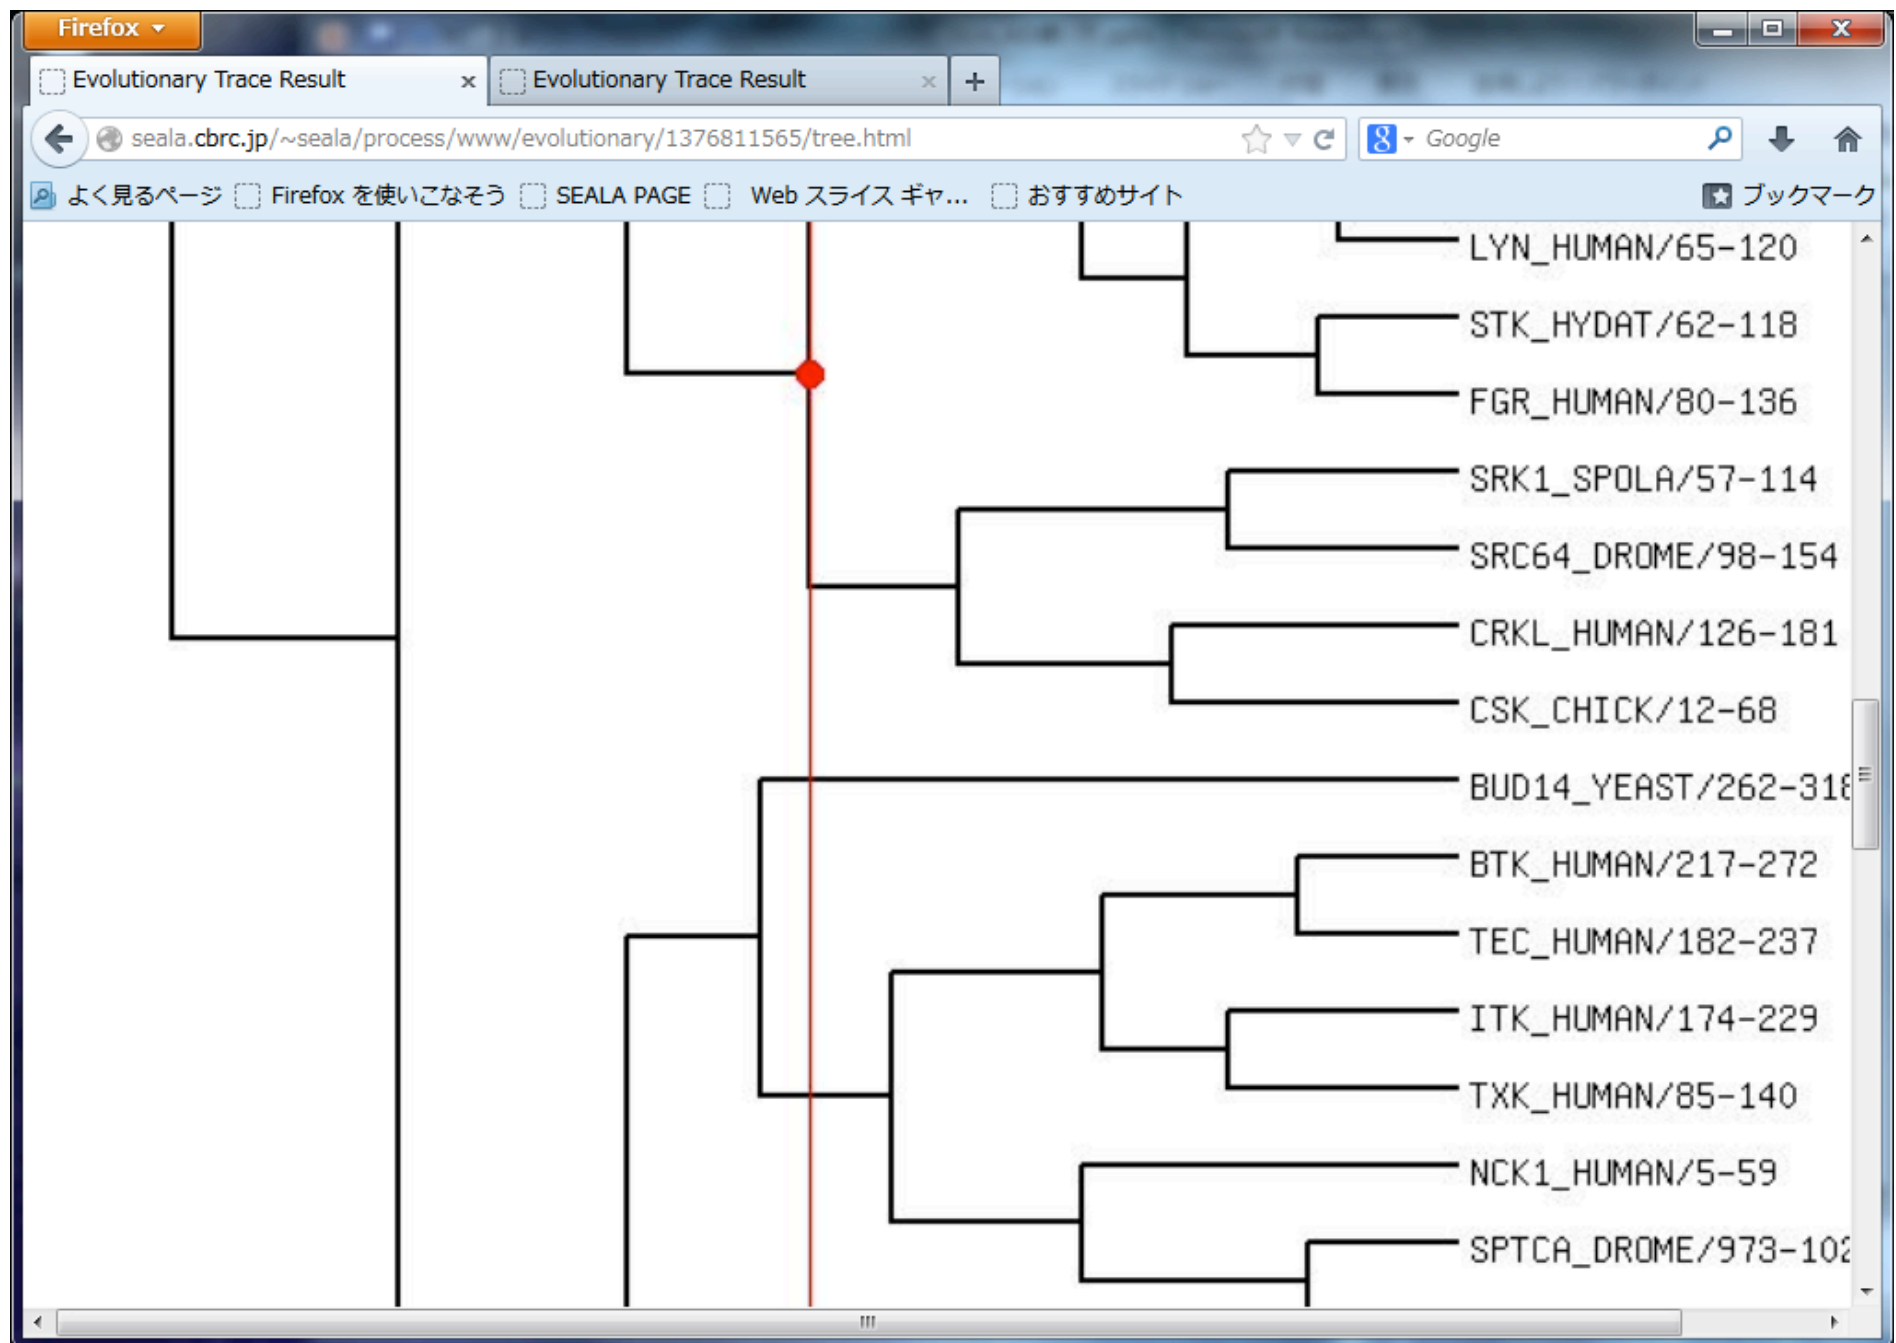 Firefox
Evolutionary Trace Result
Evolutionary Trace Result
seala.cbrc.jp/~seala/process/www/evolutionary/1376811565/tree.html
Google
よく見るページ Firefox を使いこなそう SEALA PAGE Web スライス ギャ... おすすめサイト ブックマーク
LYN_HUMAN/65-120
STK_HYDAT/62-118
FGR_HUMAN/80-136
SRK1_SPOLA/57-114
SRC64_DROME/98-154
CRKL_HUMAN/126-181
CSK_CHICK/12-68
BUD14_YEAST/262-318
BTK_HUMAN/217-272
TEC_HUMAN/182-237
ITK_HUMAN/174-229
TXK_HUMAN/85-140
NCK1_HUMAN/5-59
SPTCA_DROME/973-102